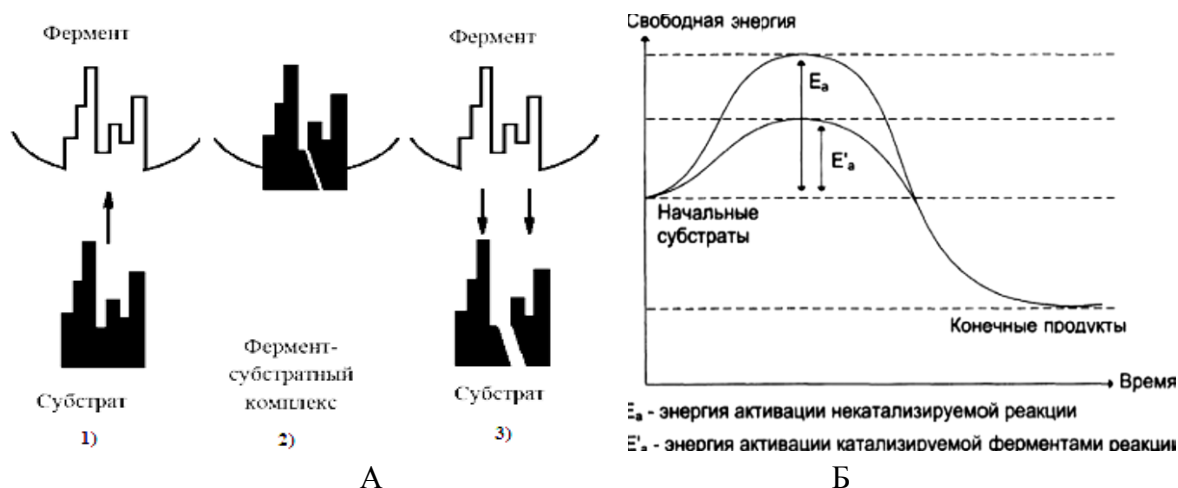 Фермент
Фермент
Фермент-
субстратный
комплекс
Субстрат
Субстрат
1)
2)
3)
А
Свободная энергия
Eа
E'а
Начальные
субстраты
Конечные продукты
Время
Eа - энергия активации некатализируемой реакции
E'а - энергия активации катализируемой ферментами реакции
Б